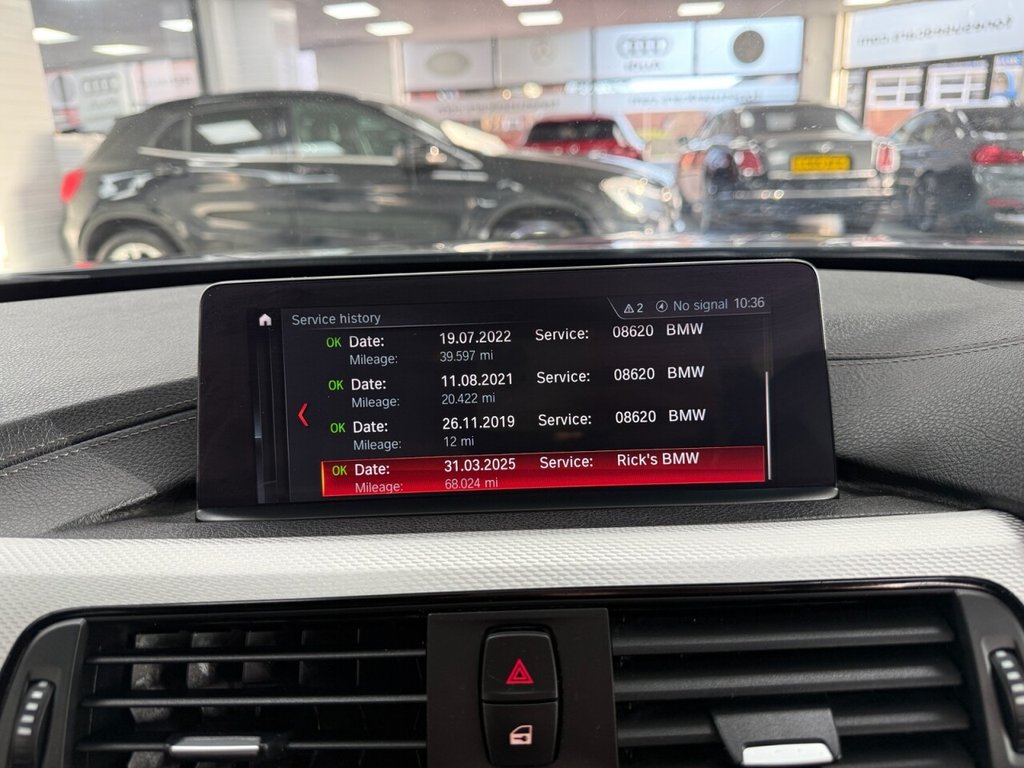 Audi
Service history
2
No signal 10:36
OK Date: 19.07.2022 Service: 08620 BMW
Mileage: 39.597 mi
OK Date: 11.08.2021 Service: 08620 BMW
Mileage: 20.422 mi
OK Date: 26.11.2019 Service: 08620 BMW
Mileage: 12 mi
OK Date: 31.03.2025 Service: Rick's BMW
Mileage: 68.024 mi